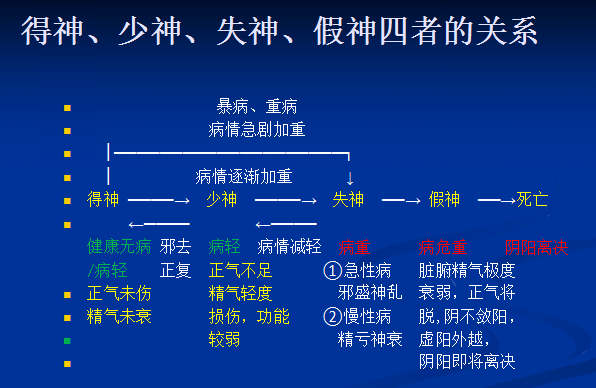 得神、少神、失神、假神四者的关系
暴病、重病
病情急剧加重
病情逐渐加重
得神 → 少神 → 失神 → 假神 → 死亡
← ←
健康无病 邪去 病轻 病情减轻 病重 病危重 阴阳离决
/病轻 正复 正气不足 ①急性病 脏腑精气极度
正气未伤 精气轻度 邪盛神乱 衰弱，正气将
精气未衰 损伤，功能 ②慢性病 脱,阴不敛阳，
较弱 精亏神衰 虚阳外越，
阴阳即将离决